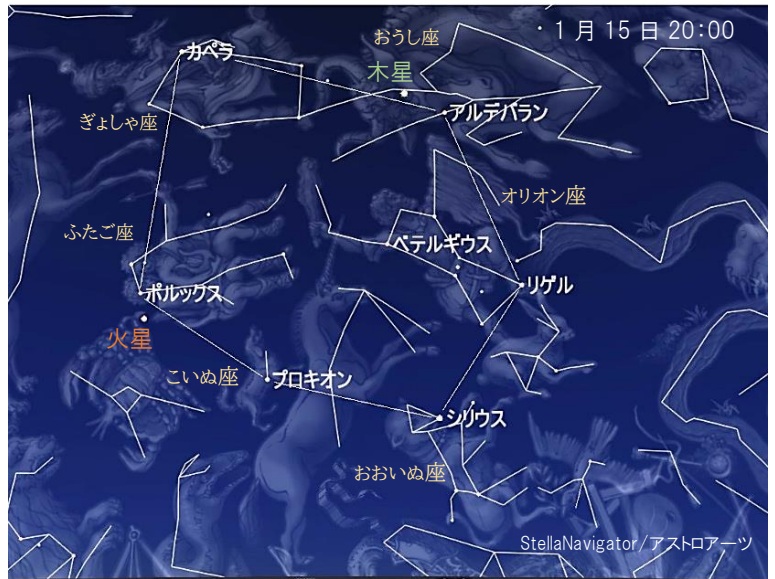 1月15日20:00
おうし座
カペラ
木星
アルデバラン
ぎょしゃ座
オリオン座
ふたご座
ベテルギウス
リゲル
ポルックス
火星
こいぬ座
プロキオン
シリウス
おおいぬ座
StellaNavigator/アストロアーツ